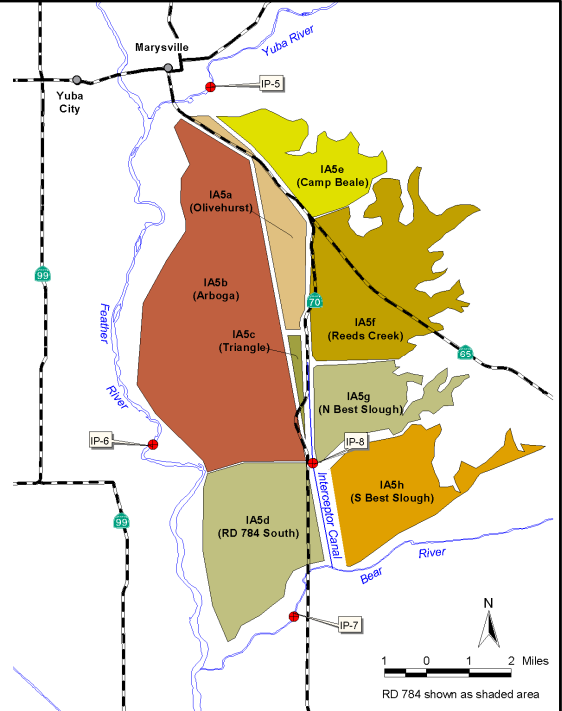 Yuba River
Marysville
Yuba
City
IP-5
IA5e
(Camp Beale)
IA5a
(Olivehurst)
99
IA5b
(Arboga)
70
Feather
River
IA5c
(Triangle)
IA5f
(Reeds Creek)
65
IA5g
(N Best Slough)
IP-6
IP-8
IA5h
(S Best Slough)
Interceptor Canal
99
IA5d
(RD 784 South)
Bear
River
IP-7
N
1 0 1 2 Miles
RD 784 shown as shaded area